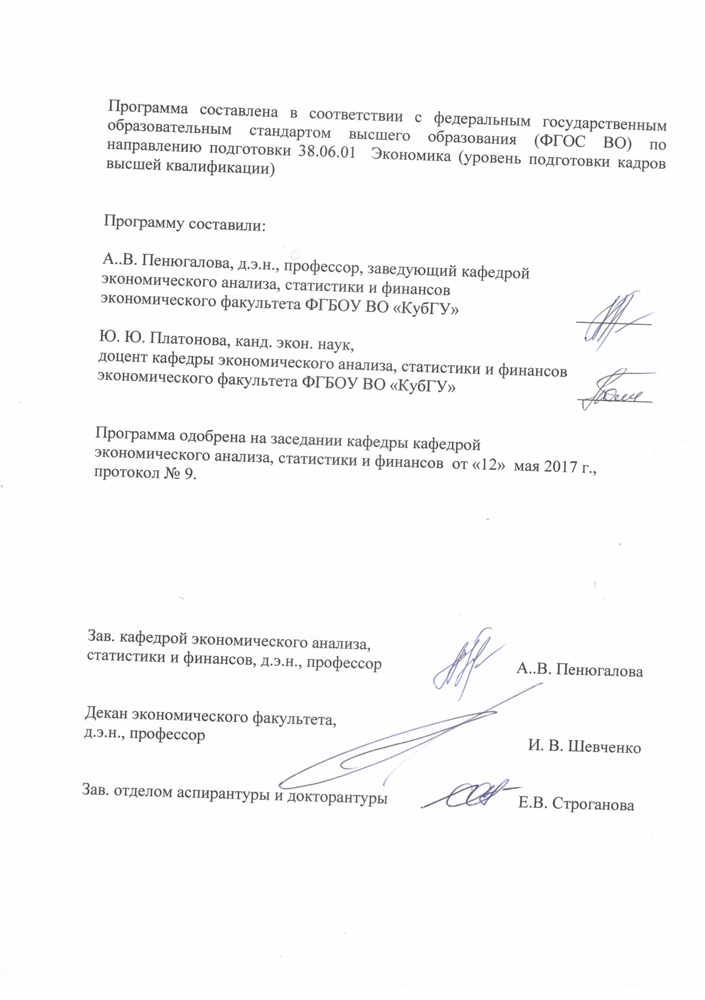 Программа составлена в соответствии с федеральным государственным
образовательным стандартом высшего образования (ФГОС ВО) по
направлению подготовки 38.06.01 Экономика (уровень подготовки кадров
высшей квалификации)
Программу составили:
А..В. Пенюгалова, д.э.н., профессор, заведующий кафедрой
экономического анализа, статистики и финансов
экономического факультета ФГБОУ ВО «КубГУ»
Ю. Ю. Платонова, канд. экон. наук,
доцент кафедры экономического анализа, статистики и финансов
экономического факультета ФГБОУ ВО «КубГУ»
Программа одобрена на заседании кафедры кафедрой
экономического анализа, статистики и финансов от «12» мая 2017 г.,
протокол № 9.
Зав. кафедрой экономического анализа,
статистики и финансов, д.э.н., профессор
А..В. Пенюгалова
Декан экономического факультета,
д.э.н., профессор
И. В. Шевченко
Зав. отделом аспирантуры и докторантуры
Е.В. Строганова